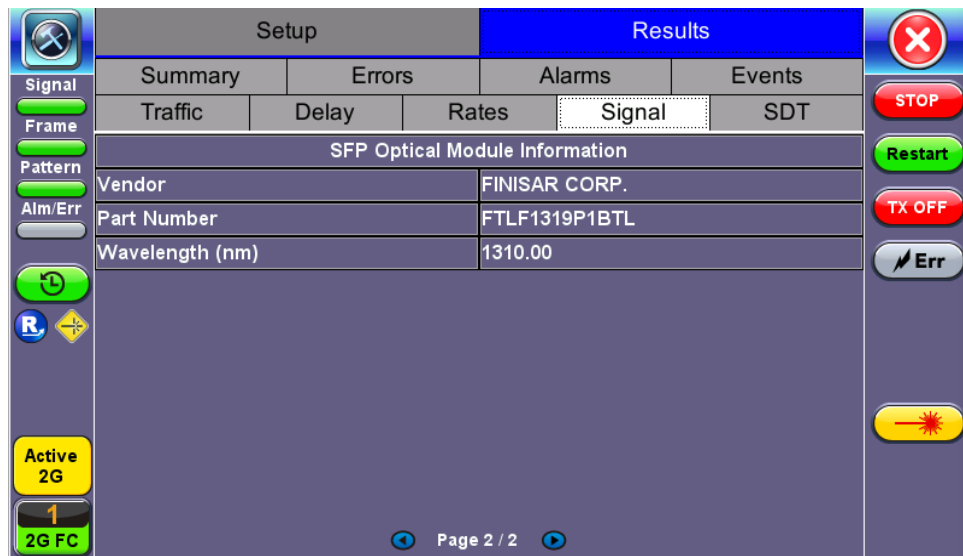 Setup
Results
Summary
Errors
Alarms
Events
Traffic
Delay
Rates
Signal
SDT
SFP Optical Module Information
Vendor
FINISAR CORP.
Part Number
FTLF1319P1BTL
Wavelength (nm)
1310.00
Page 2 / 2
Signal
Frame
Pattern
Alm/Err
R
Active
2G
1
2G FC
STOP
Restart
TX OFF
Err